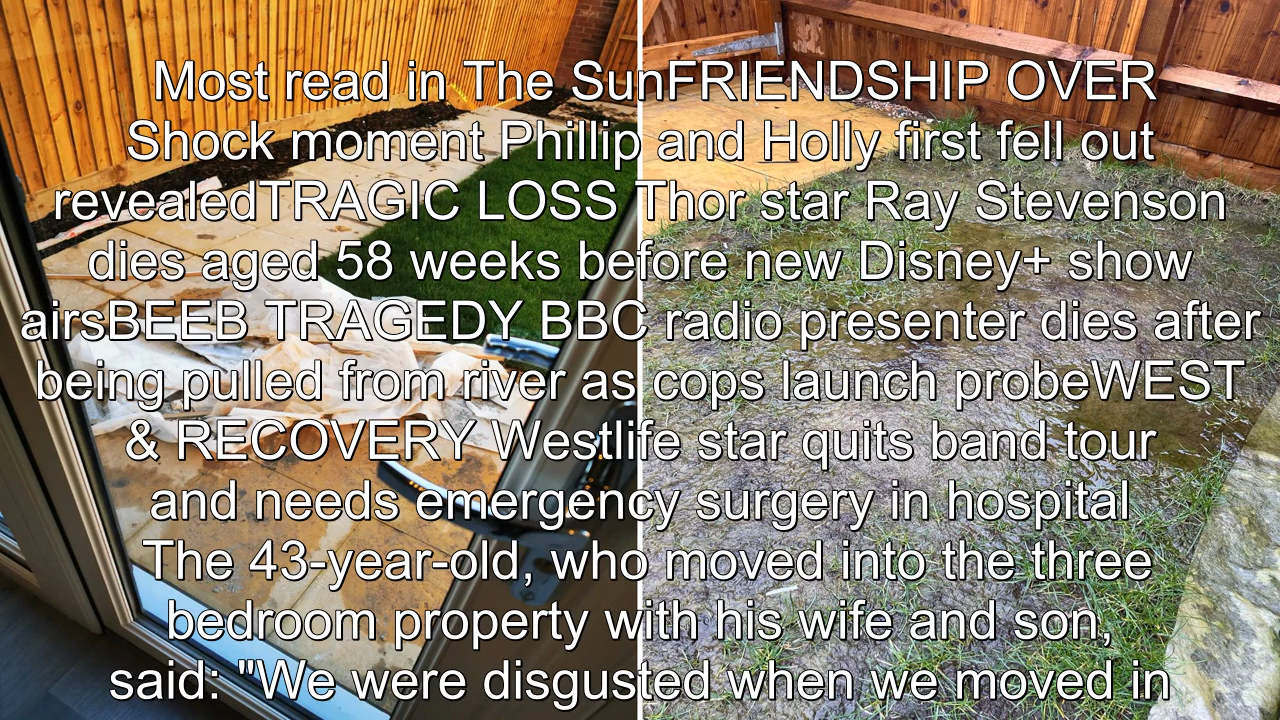 Most read in The SunFRIENDSHIP OVER
Shock moment Phillip and Holly first fell out
revealedTRAGIC LOSS Thor star Ray Stevenson
dies aged 58 weeks before new Disney+ show
airsBEEB TRAGEDY BBC radio presenter dies after
being pulled from river as cops launch probeWEST
& RECOVERY Westlife star quits band tour
and needs emergency surgery in hospital
The 43-year-old, who moved into the three
bedroom property with his wife and son,
said: "We were disgusted when we moved in